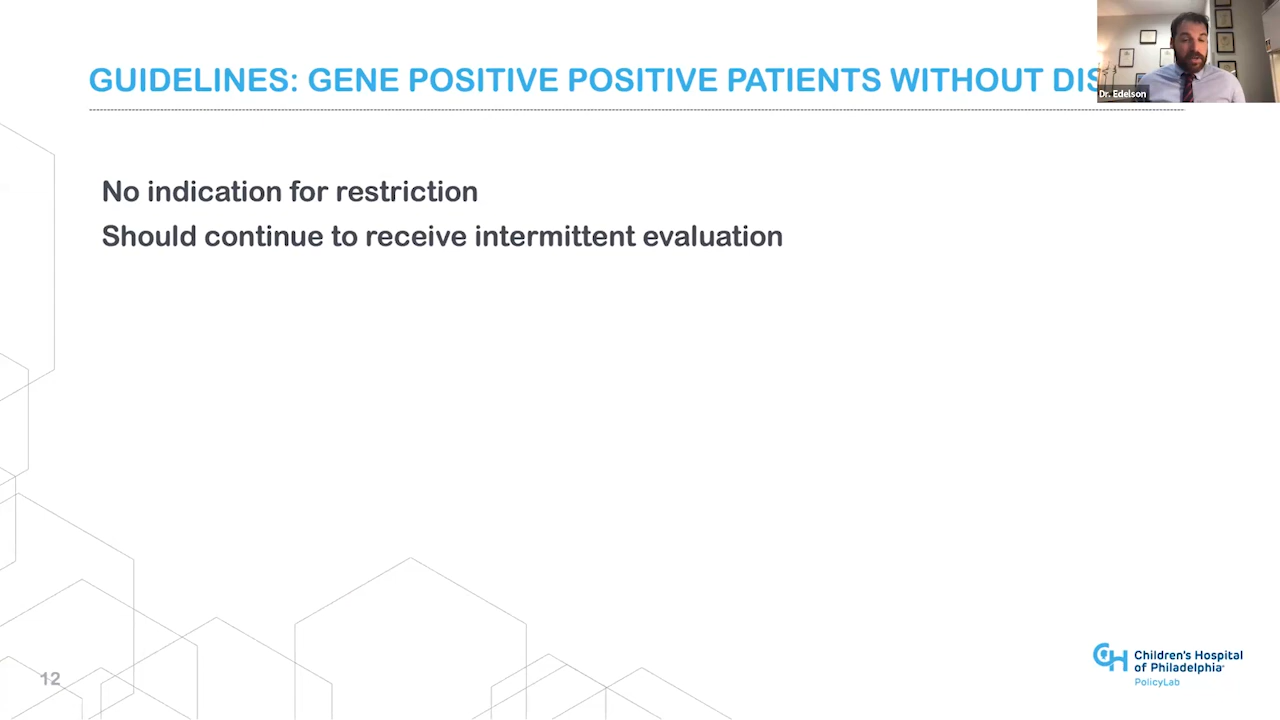 GUIDELINES: GENE POSITIVE POSITIVE PATIENTS WITHOUT DIS
Dr. Edelson
No indication for restriction
Should continue to receive intermittent evaluation
12
CH Children's Hospital
of Philadelphia
PolicyLab